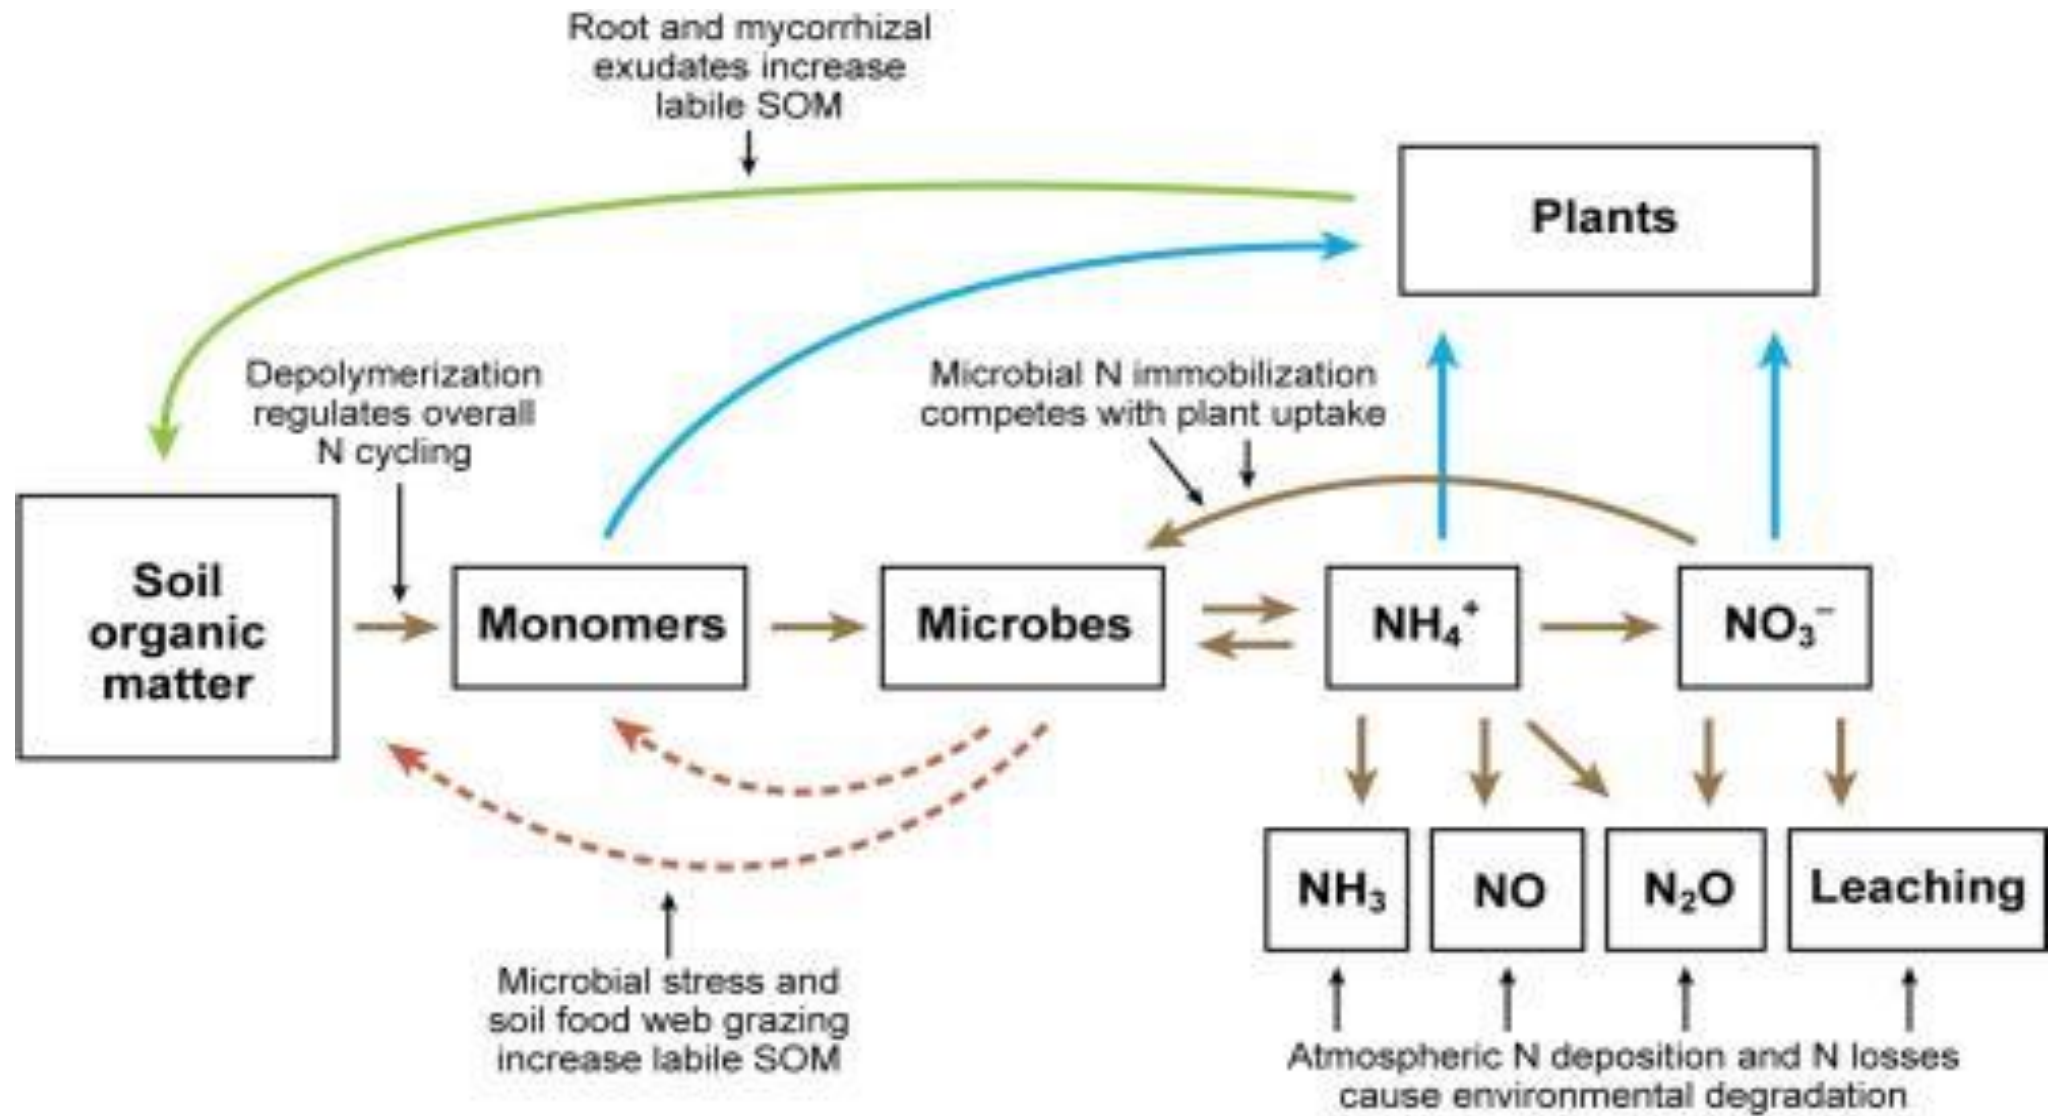 Root and mycorrhizal
exudates increase
labile SOM
Plants
Depolymerization
regulates overall
N cycling
Microbial N immobilization
competes with plant uptake
Soil
organic
matter
Monomers
Microbes
NH₄⁺
NO₃⁻
NH₃
NO
N₂O
Leaching
Microbial stress and
soil food web grazing
increase labile SOM
Atmospheric N deposition and N losses
cause environmental degradation